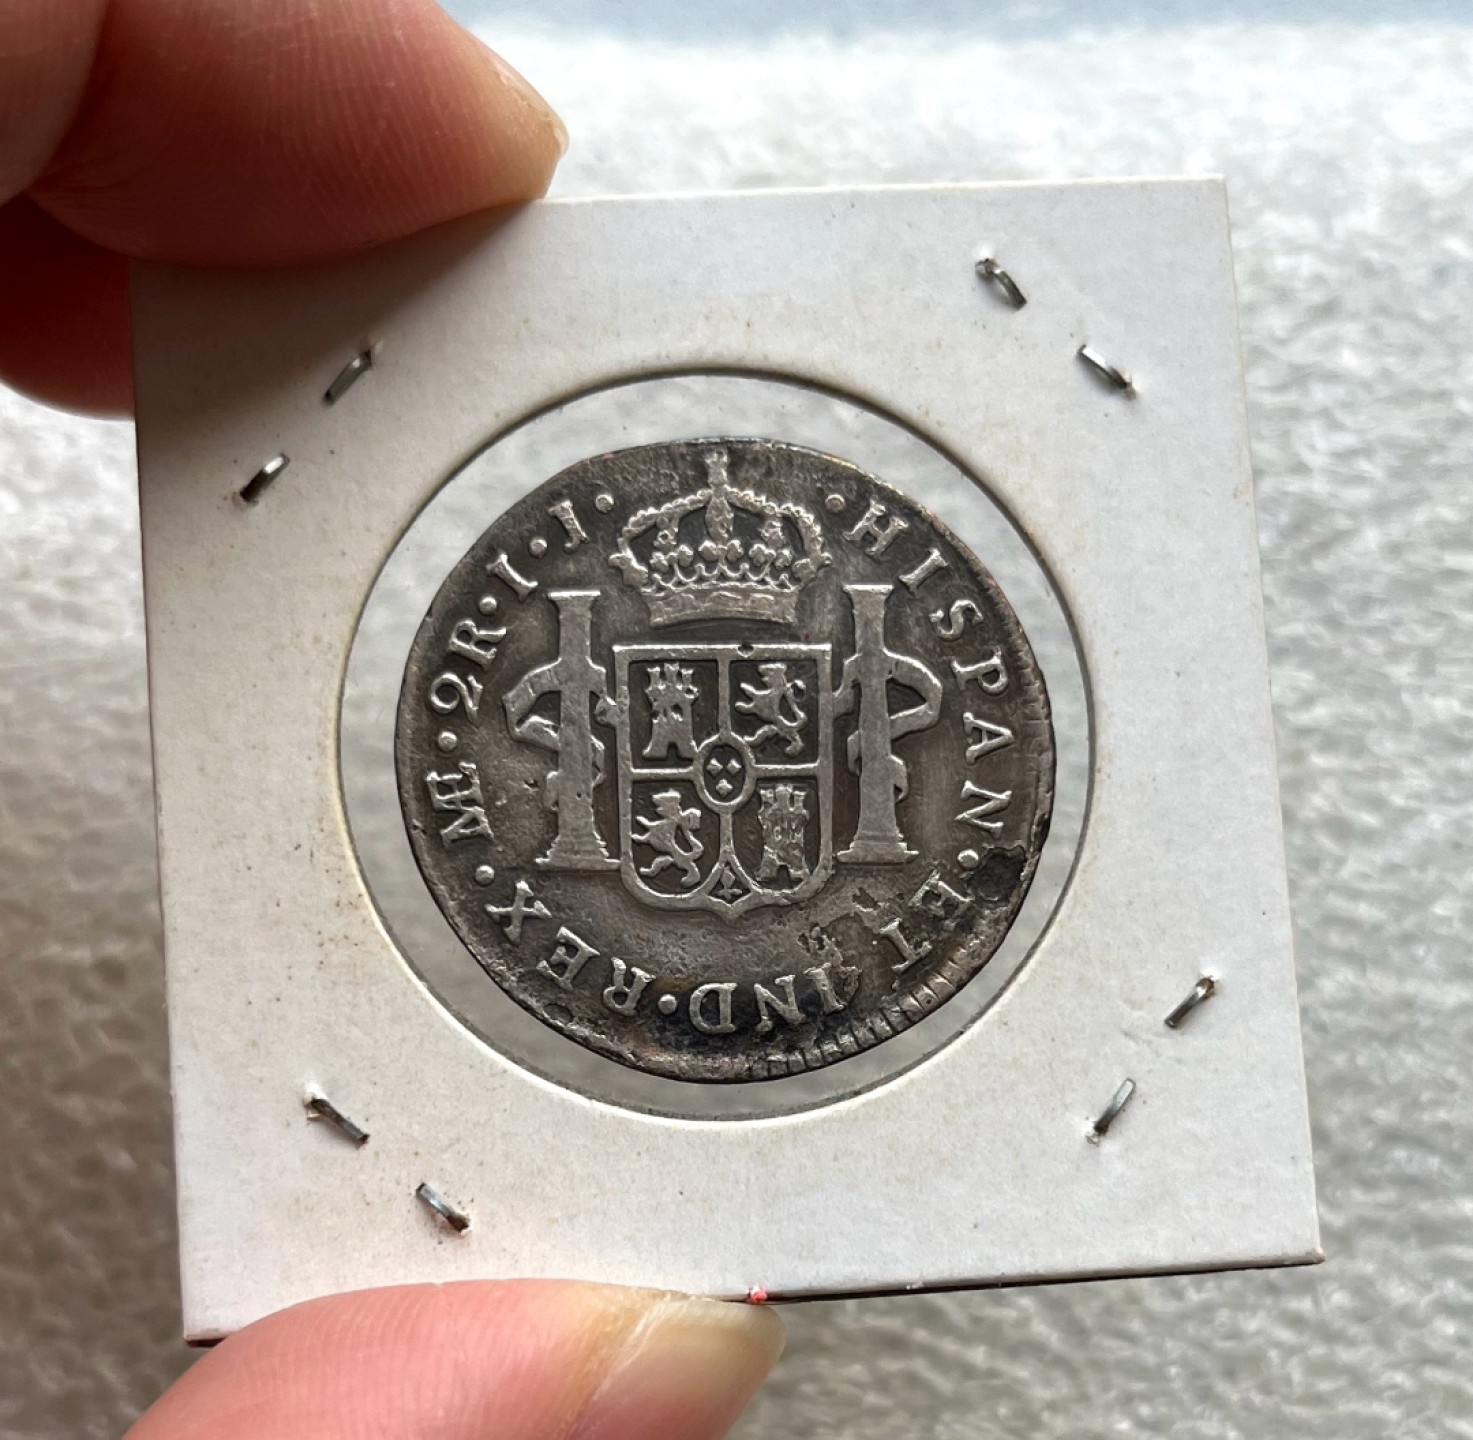 · HISPAN · ET IND · REX · ME · 2R · I · J ·